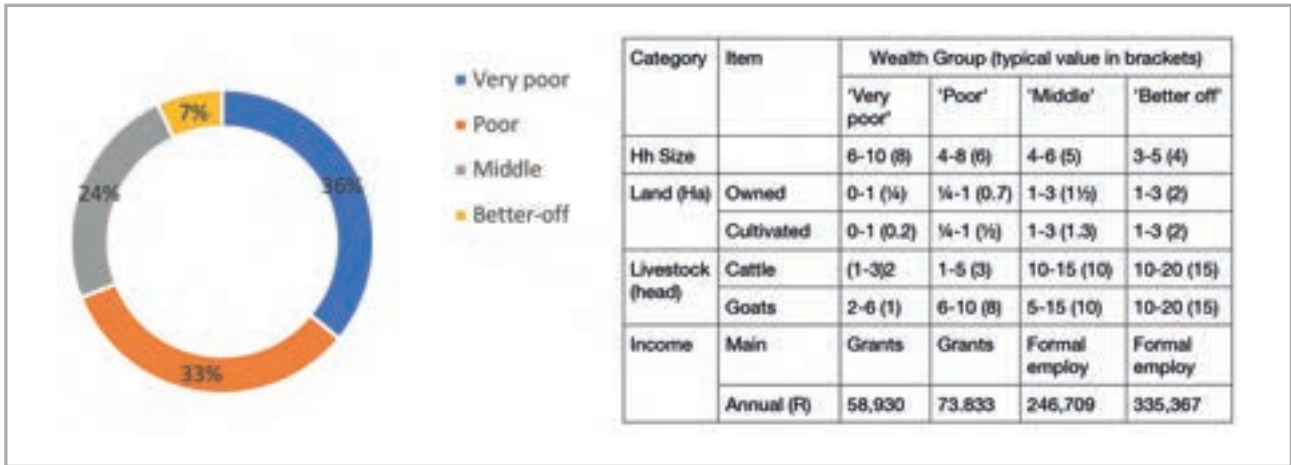 7%
36%
24%
33%
Very poor
Poor
Middle
Better-off
Category Item Wealth Group (typical value in brackets)
'Very poor' 'Poor' 'Middle' 'Better off'
Hh Size 6-10 (8) 4-8 (6) 4-6 (5) 3-5 (4)
Land (Ha) Owned 0-1 (¼) ¼-1 (0.7) 1-3 (1½) 1-3 (2)
Cultivated 0-1 (0.2) ¼-1 (½) 1-3 (1.3) 1-3 (2)
Livestock (head) Cattle (1-3)2 1-5 (3) 10-15 (10) 10-20 (15)
Goats 2-6 (1) 6-10 (8) 5-15 (10) 10-20 (15)
Income Main Grants Grants Formal employ Formal employ
Annual (R) 58,930 73.833 246,709 335,367